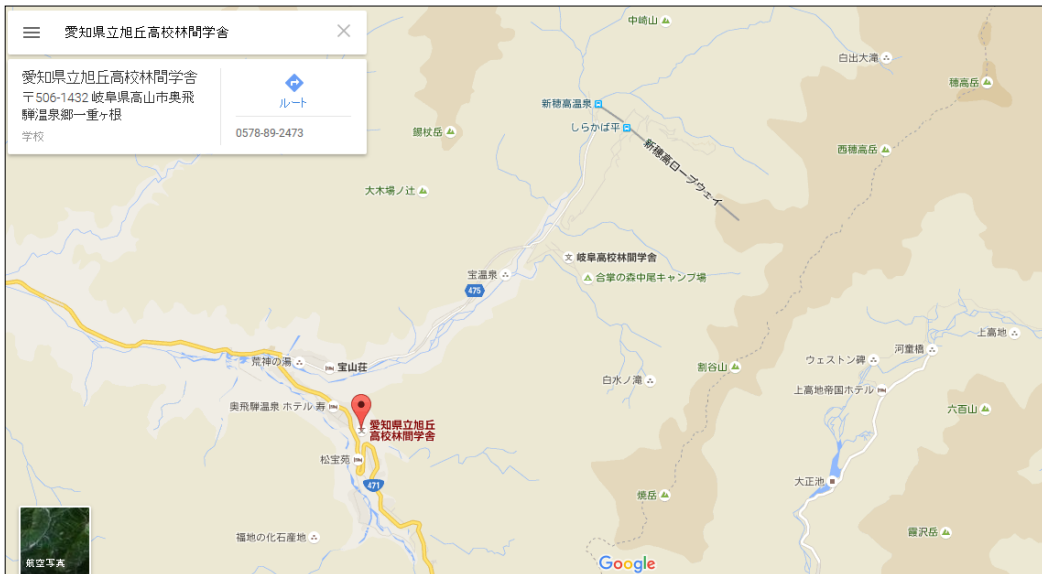 愛知県立旭丘高校林間学舎
愛知県立旭丘高校林間学舎
〒506-1432 岐阜県高山市奥飛
騨温泉郷一重ヶ根
学校
ルート
0578-89-2473
中崎山
白出大滝
穂高岳
新穂高温泉
しらかば平
錫杖岳
新穂高ロープウェイ
西穂高岳
大木場ノ辻
岐阜高校林間学舎
宝温泉
合掌の森中尾キャンプ場
475
上高地
河童橋
荒神の湯
宝山荘
ウェストン碑
割谷山
白水ノ滝
上高地帝国ホテル
奥飛騨温泉 ホテル 寿
六百山
愛知県立旭丘
高校林間学舎
松宝苑
471
大正池
焼岳
福地の化石産地
霞沢岳
航空写真
Google